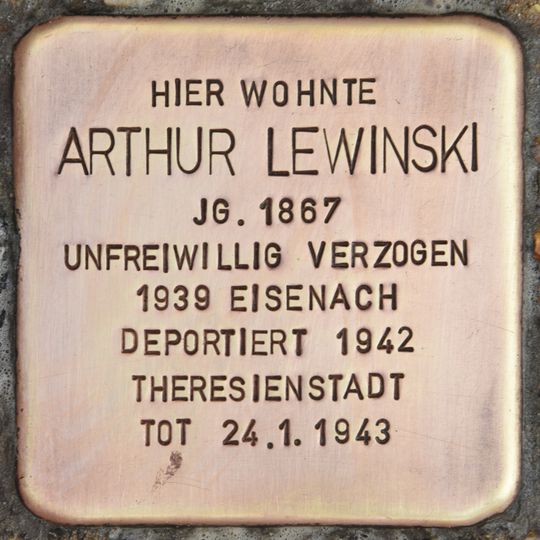 HIER WOHNTE
ARTHUR LEWINSKI
JG. 1867
UNFREIWILLIG VERZOGEN
1939 EISENACH
DEPORTIERT 1942
THERESIENSTADT
TOT 24.1.1943